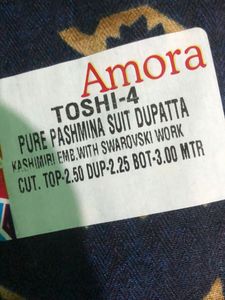 Amora
TOSHI-4
PURE PASHMINA SUIT DUPATTA
KASHIMIRI EMB.WITH SWAROVSKI WORK
CUT. TOP-2.50 DUP-2.25 BOT-3.00 MTR